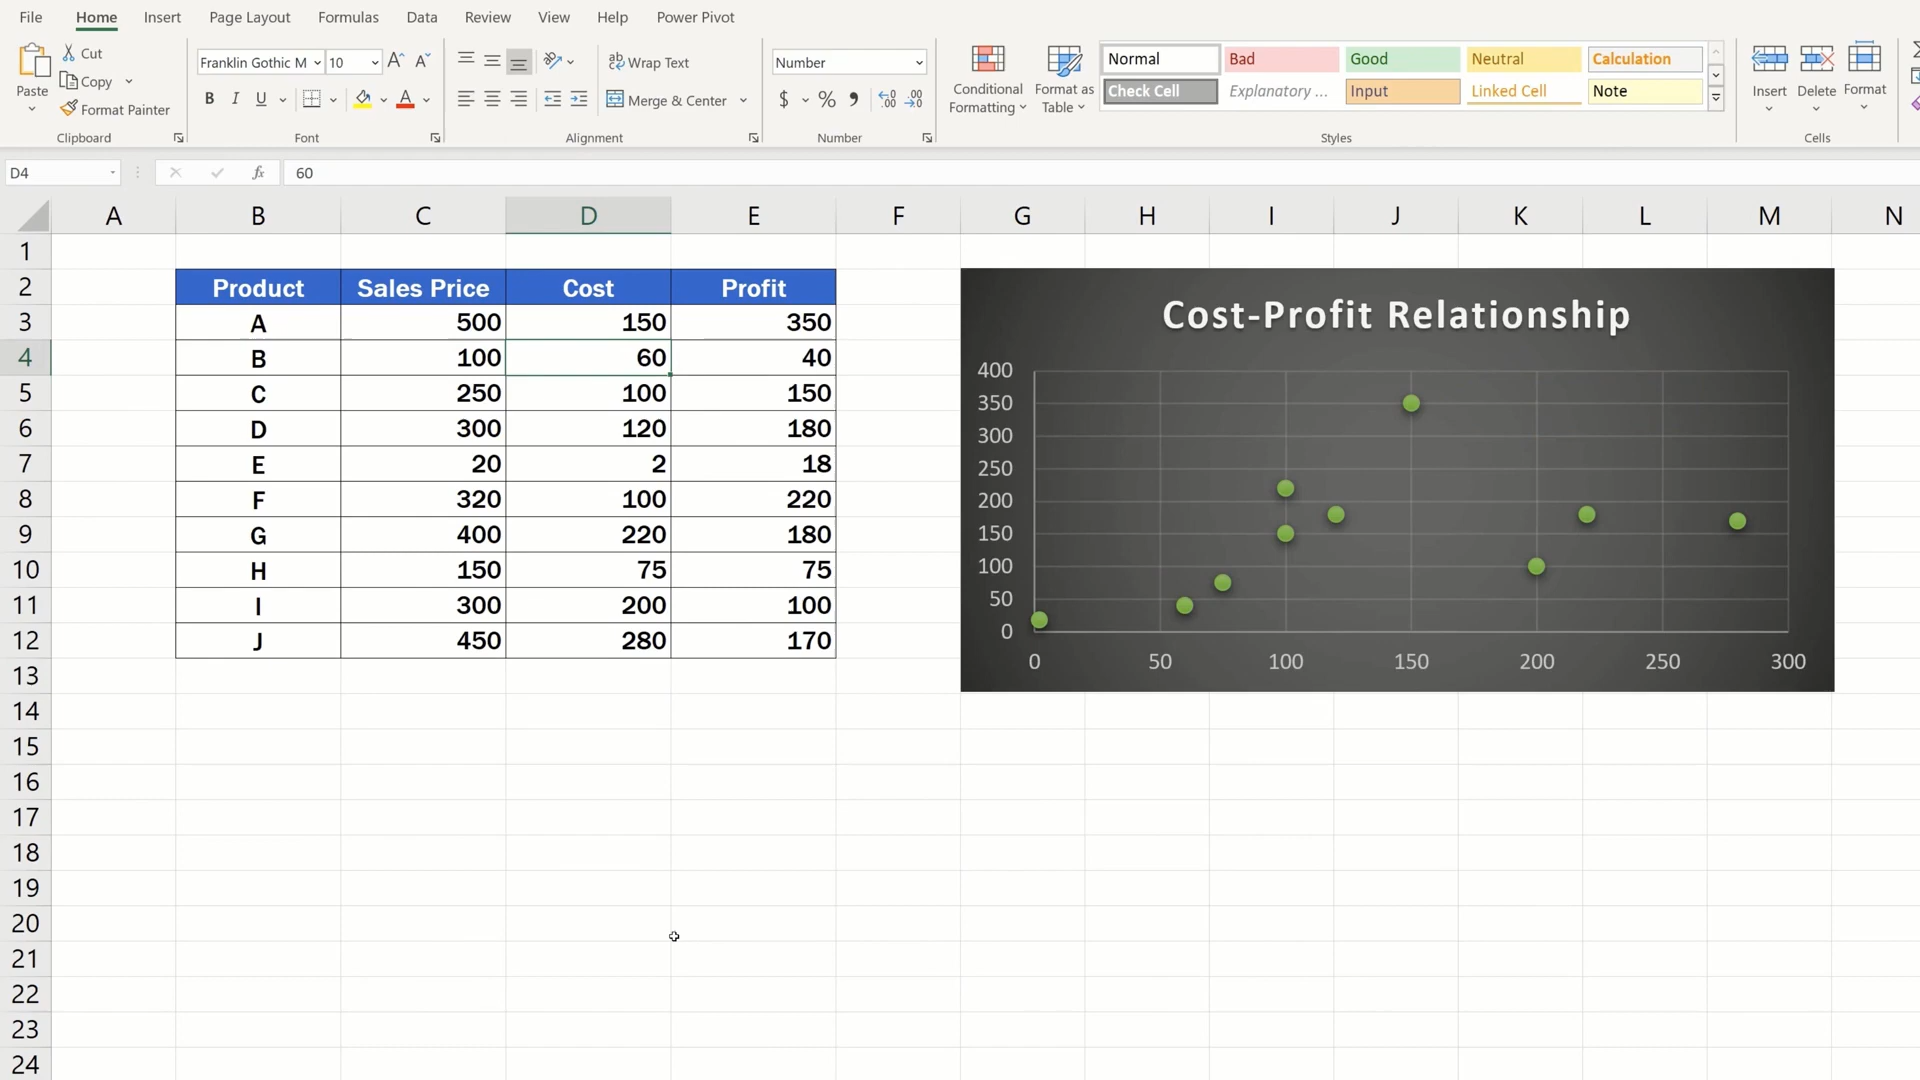 File Home Insert Page Layout Formulas Data Review View Help Power Pivot
Paste
Cut
Copy
Format Painter
Clipboard
Franklin Gothic M 10
B I U
Font
Wrap Text
Merge & Center
Alignment
Number
$ % ,
Number
Conditional Formatting
Format as Table
Normal Bad Good Neutral Calculation
Check Cell Explanatory ... Input Linked Cell Note
Styles
Insert Delete Format
Cells
D4 fx 60
A B C D E F G H I J K L M N
1
2 Product Sales Price Cost Profit
3 A 500 150 350
4 B 100 60 40
5 C 250 100 150
6 D 300 120 180
7 E 20 2 18
8 F 320 100 220
9 G 400 220 180
10 H 150 75 75
11 I 300 200 100
12 J 450 280 170
13
14
15
16
17
18
19
20
21
22
23
24
Cost-Profit Relationship
400
350
300
250
200
150
100
50
0
0 50 100 150 200 250 300